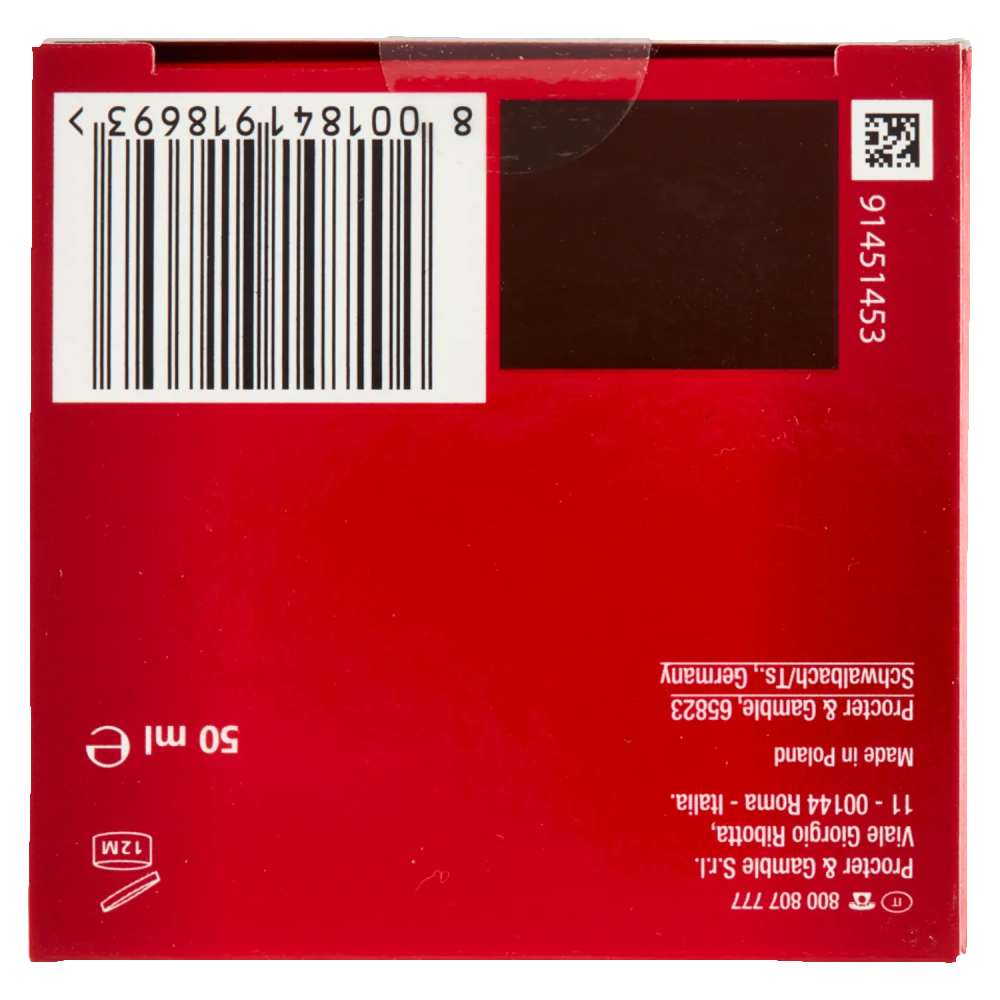 IT 800 807 777
Procter & Gamble S.r.l.
Viale Giorgio Ribotta,
11 - 00144 Roma - Italia.
Made in Poland
Procter & Gamble, 65823
Schwalbach/Ts., Germany
12M
50 ml ℮
91451453
8 001841 918693 >